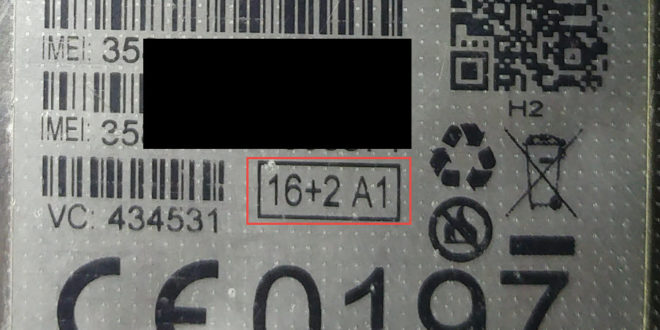 IMEI: 35
H2
IMEI: 35
16+2 A1
VC: 434531
CE0197